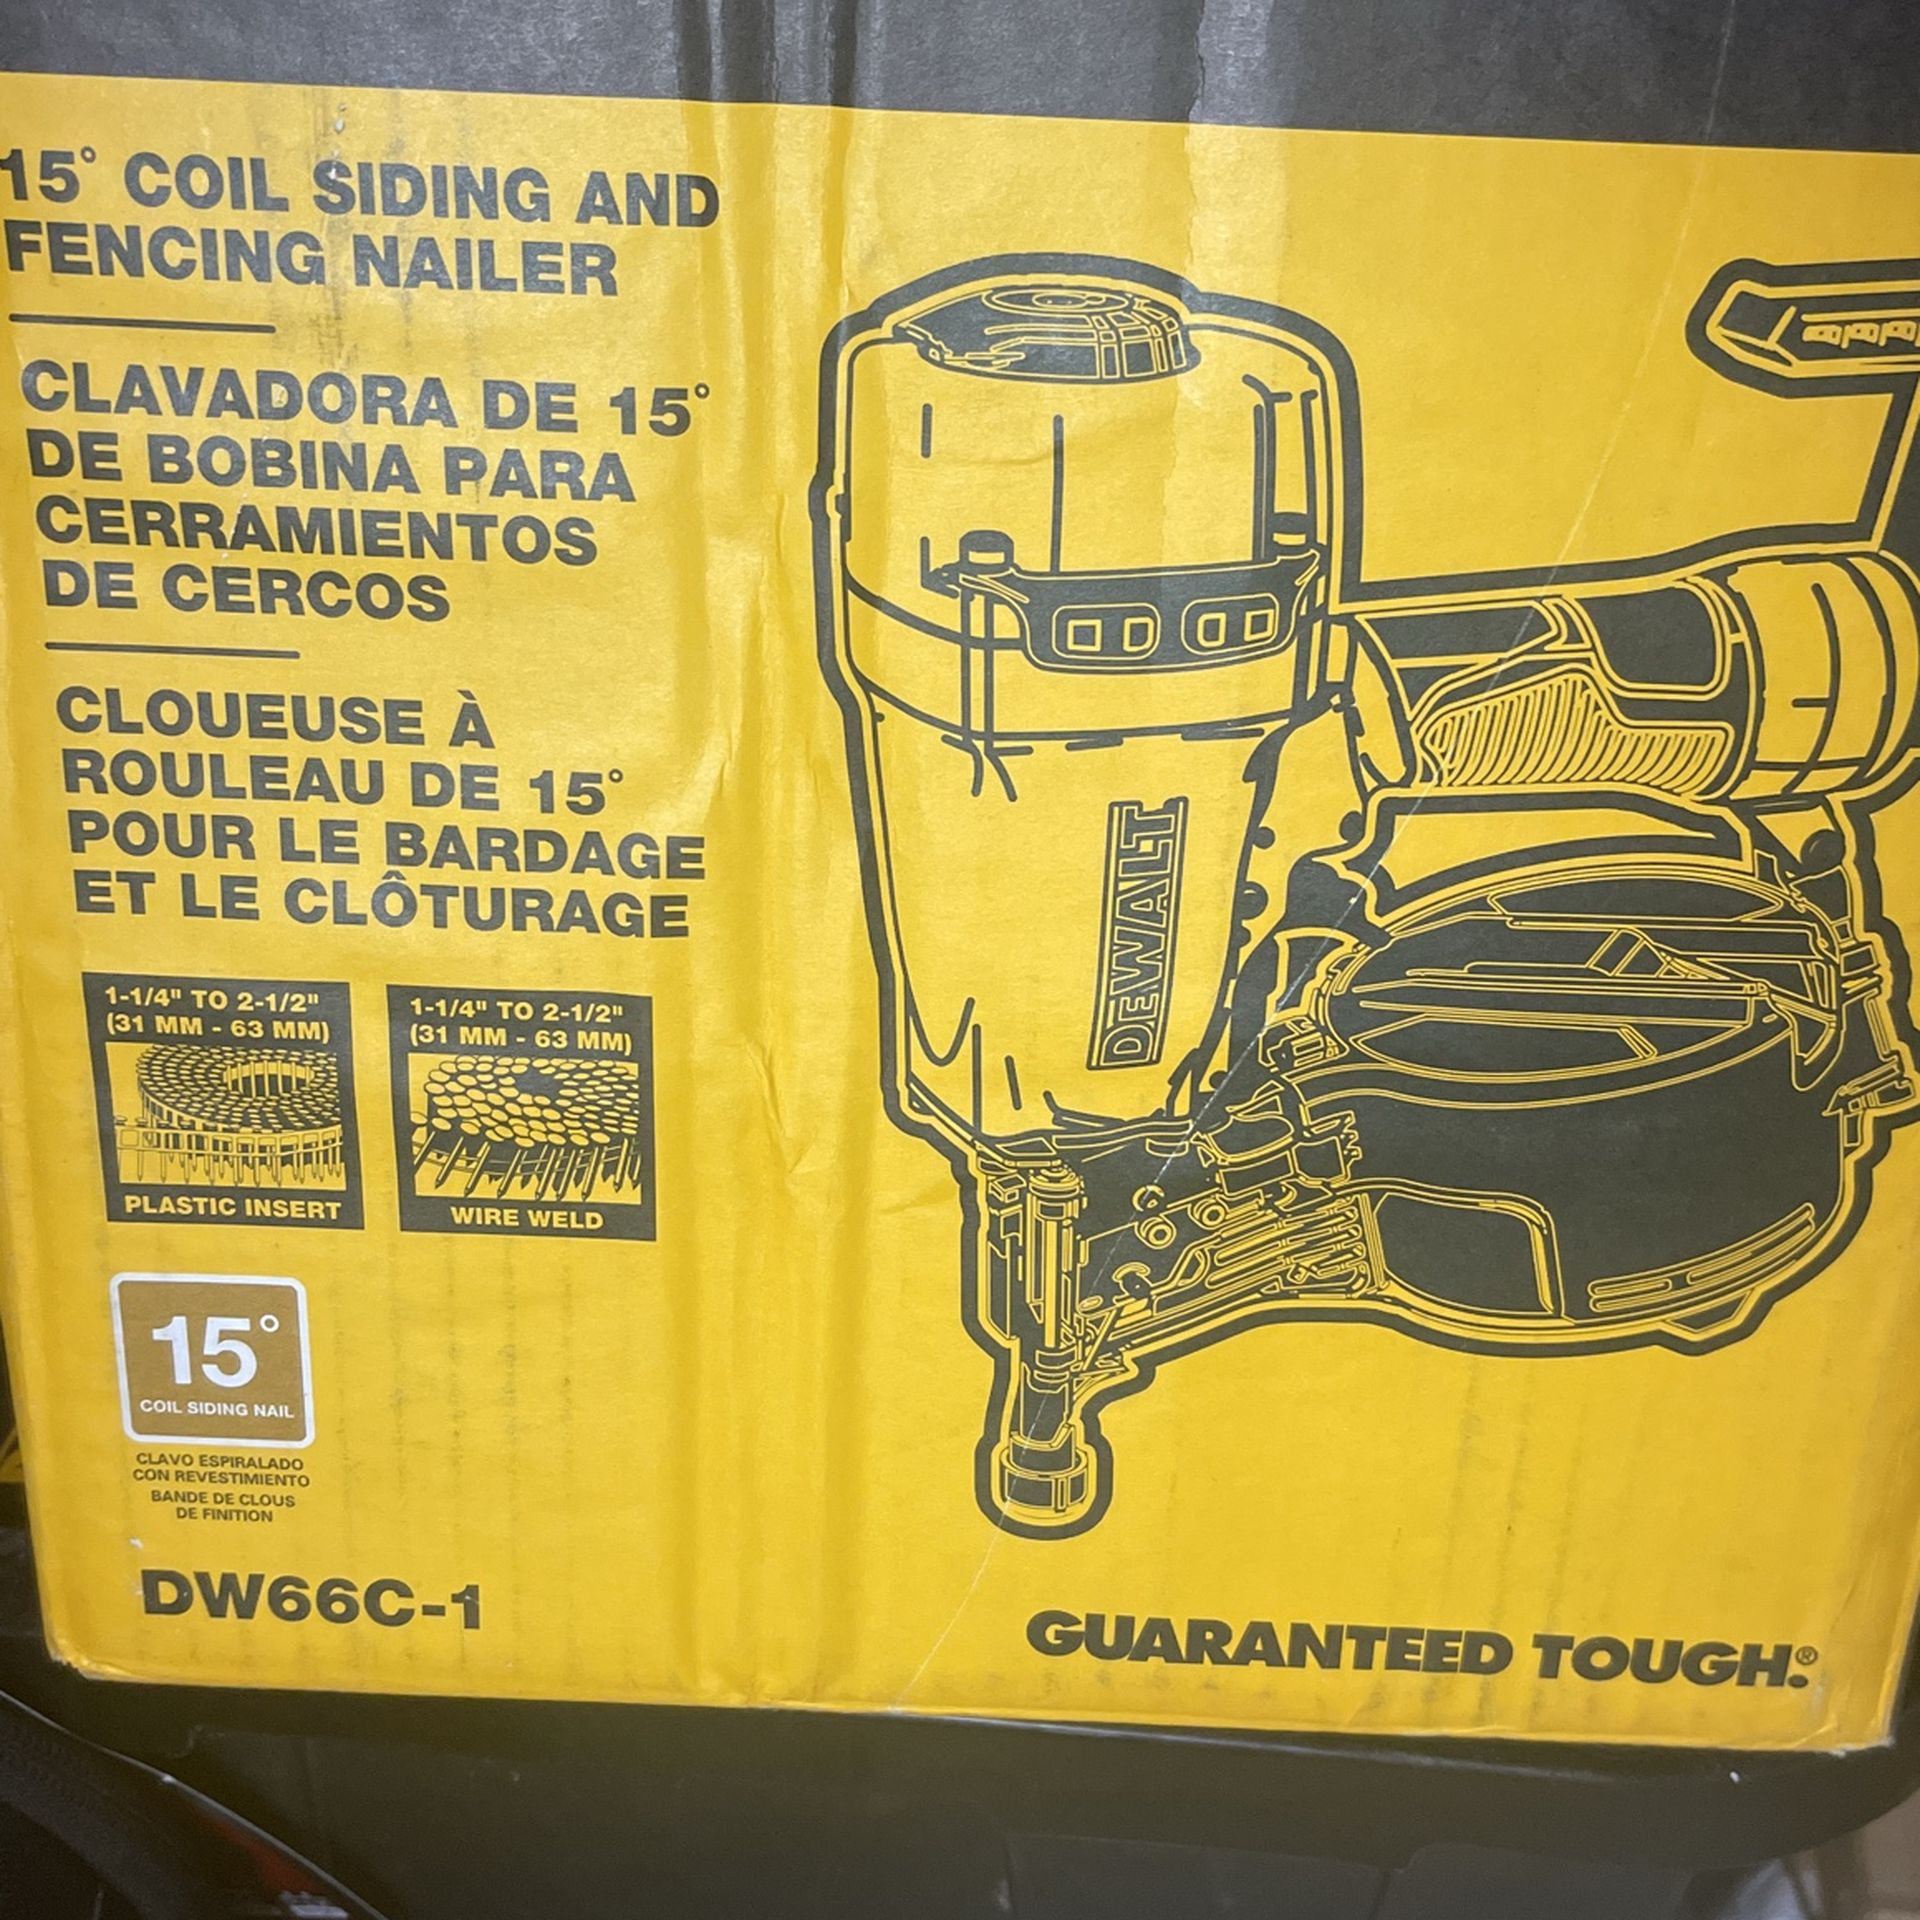 15° COIL SIDING AND
FENCING NAILER
CLAVADORA DE 15°
DE BOBINA PARA
CERRAMIENTOS
DE CERCOS
CLOUEUSE À
ROULEAU DE 15°
POUR LE BARDAGE
ET LE CLÔTURAGE
1-1/4" TO 2-1/2"
(31 MM - 63 MM)
PLASTIC INSERT
1-1/4" TO 2-1/2"
(31 MM - 63 MM)
WIRE WELD
15°
COIL SIDING NAIL
CLAVO ESPIRALADO
CON REVESTIMIENTO
BANDE DE CLOUS
DE FINITION
DW66C-1
DEWALT
GUARANTEED TOUGH.®